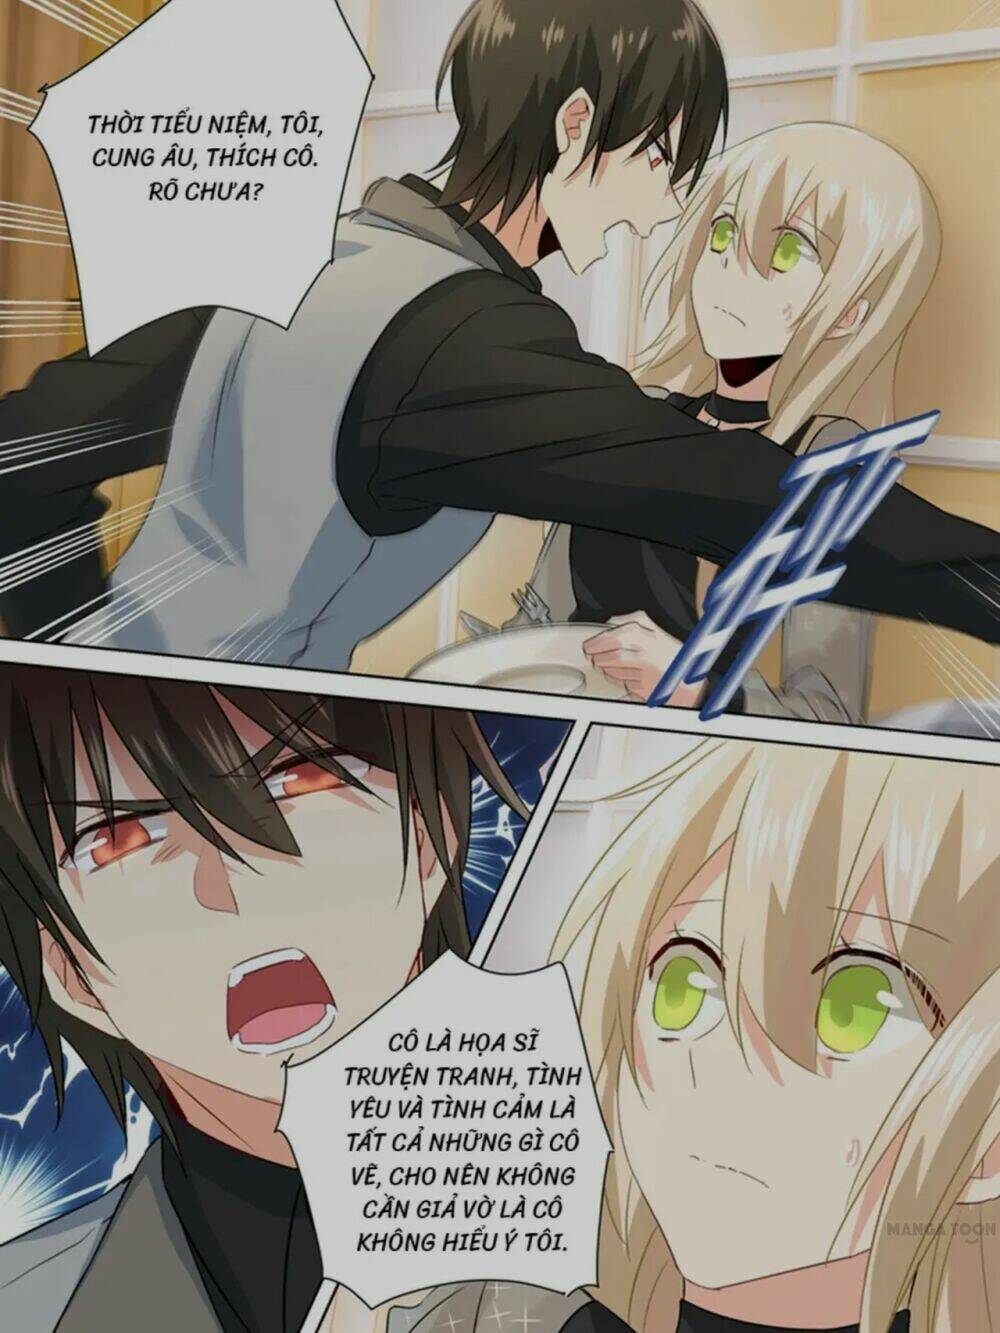 THỜI TIỂU NIỆM, TÔI,
CUNG ÂU, THÍCH CÔ.
RÕ CHƯA?
CÔ LÀ HỌA SĨ
TRUYỆN TRANH, TÌNH
YÊU VÀ TÌNH CẢM LÀ
TẤT CẢ NHỮNG GÌ CÔ
VẼ, CHO NÊN KHÔNG
CẦN GIẢ VỜ LÀ CÔ
KHÔNG HIỂU Ý TÔI.
MANGA TOON